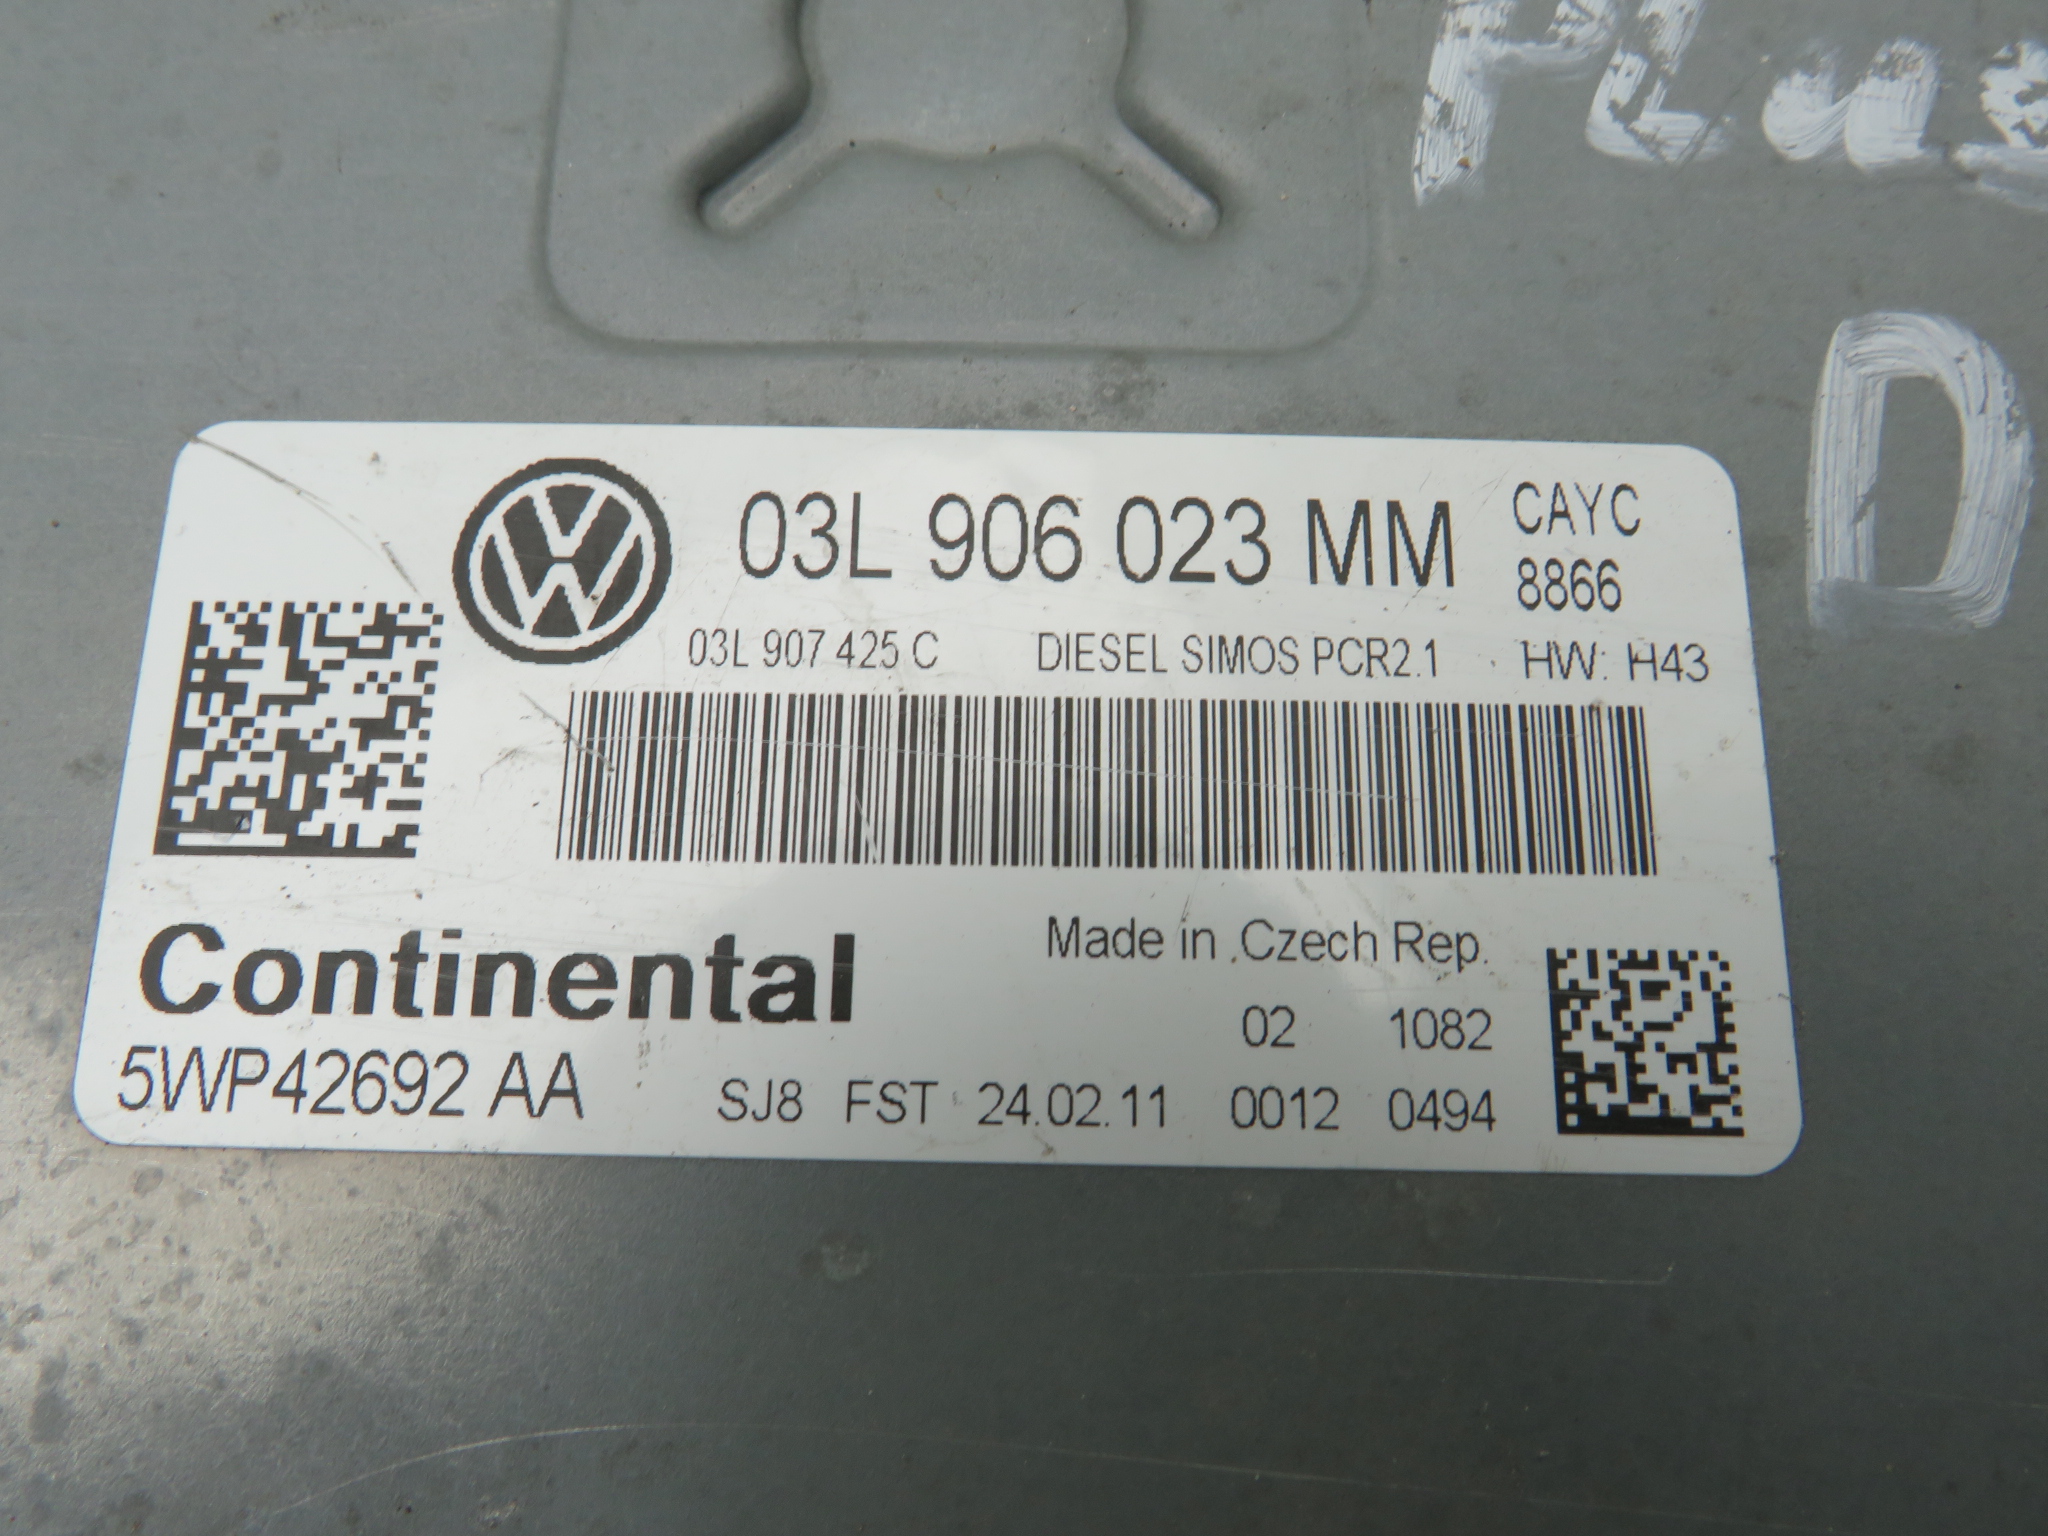 Plus
D
03L 906 023 MM CAYC
8866
03L 907 425 C DIESEL SIMOS PCR2.1 HW: H43
Continental
Made in Czech Rep.
02 1082
5WP42692 AA SJ8 FST 24.02.11 0012 0494